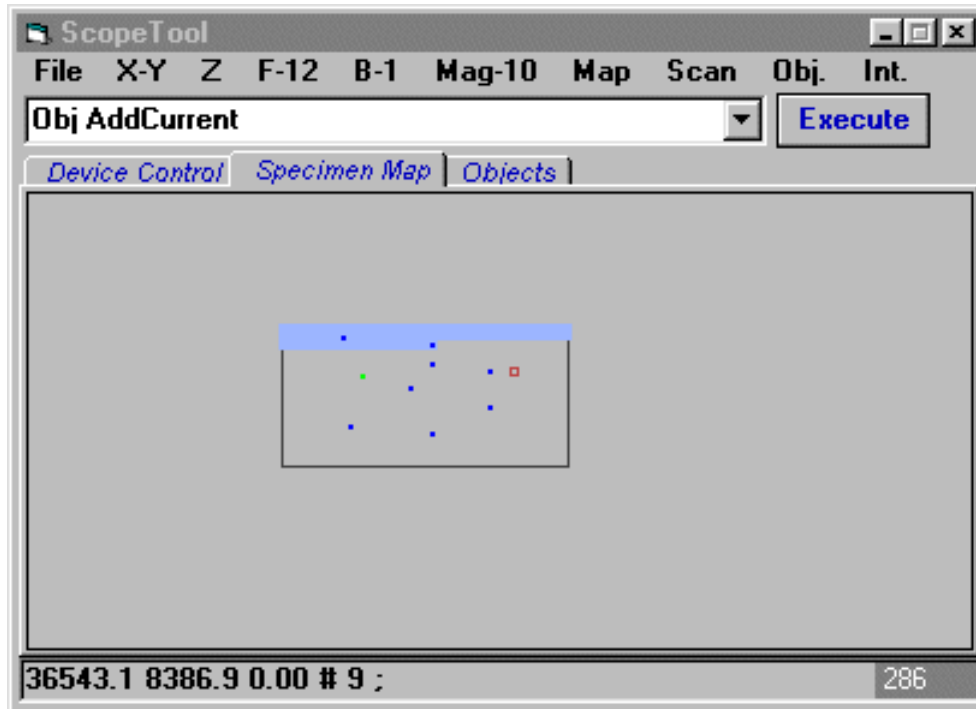 ScopeTool
File X-Y Z F-12 B-1 Mag-10 Map Scan Obj. Int.
Obj AddCurrent Execute
Device Control Specimen Map Objects
36543.1 8386.9 0.00 # 9 ; 286